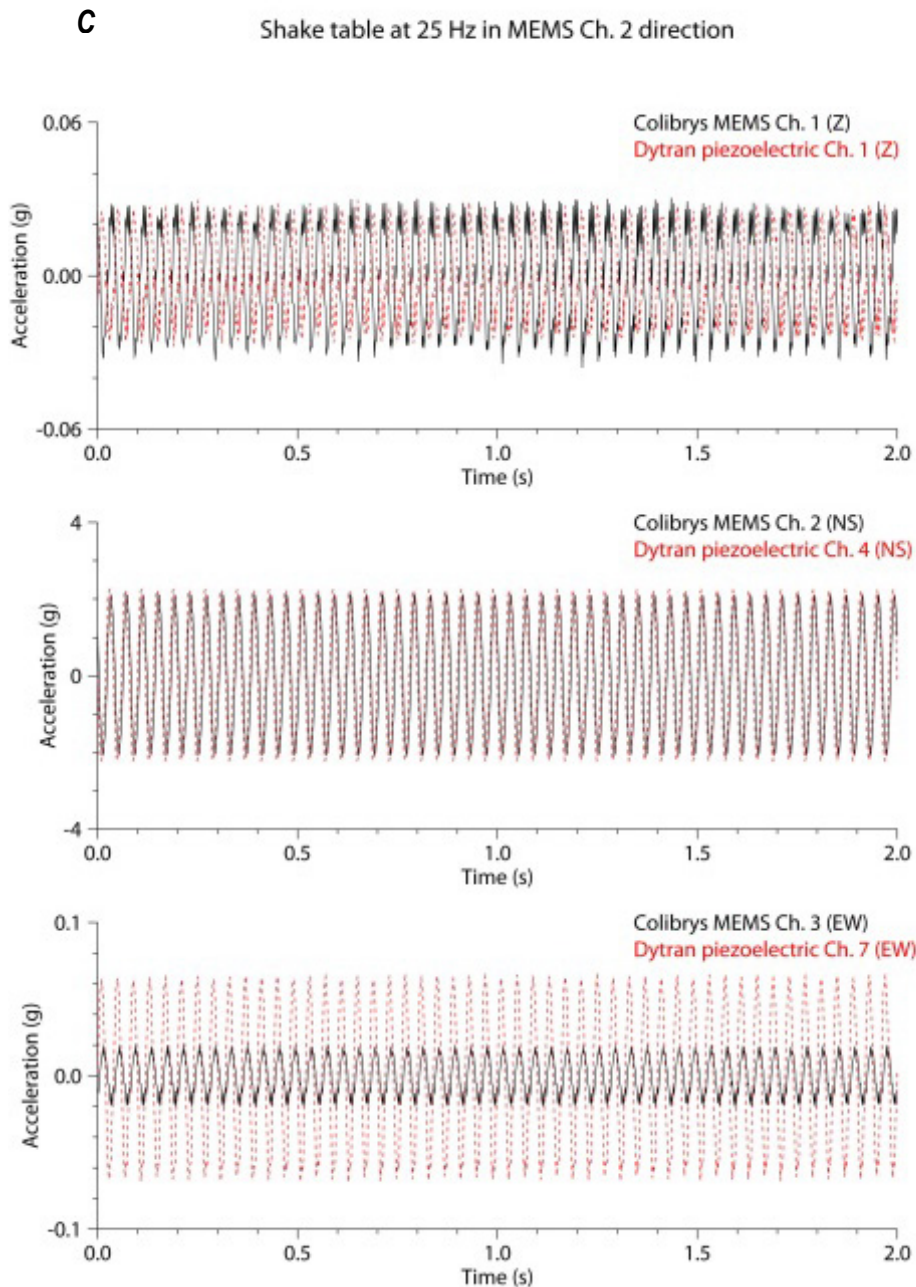 C
Shake table at 25 Hz in MEMS Ch. 2 direction
Colibrys MEMS Ch. 1 (Z)
Dytran piezoelectric Ch. 1 (Z)
0.06
0.00
-0.06
Acceleration (g)
0.0 0.5 1.0 1.5 2.0
Time (s)
Colibrys MEMS Ch. 2 (NS)
Dytran piezoelectric Ch. 4 (NS)
4
0
-4
Acceleration (g)
0.0 0.5 1.0 1.5 2.0
Time (s)
Colibrys MEMS Ch. 3 (EW)
Dytran piezoelectric Ch. 7 (EW)
0.1
0.0
-0.1
Acceleration (g)
0.0 0.5 1.0 1.5 2.0
Time (s)